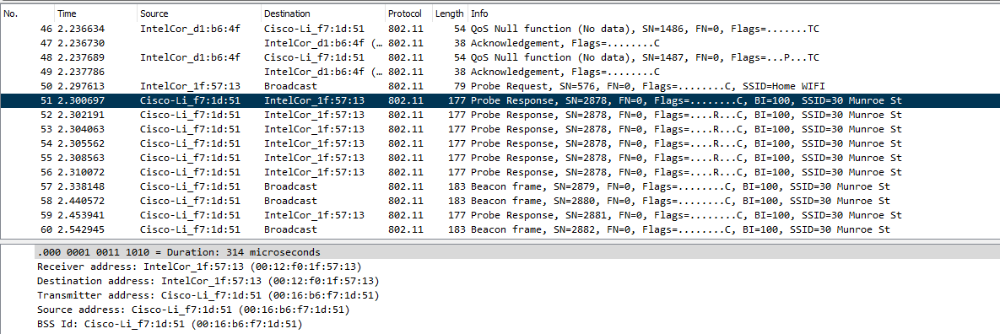 No. Time Source Destination Protocol Length Info
46 2.236634 IntelCor_d1:b6:4f Cisco-Li_f7:1d:51 802.11 54 QoS Null function (No data), SN=1486, FN=0, Flags=.......TC
47 2.236730 IntelCor_d1:b6:4f (… 802.11 38 Acknowledgement, Flags=........C
48 2.237689 IntelCor_d1:b6:4f Cisco-Li_f7:1d:51 802.11 54 QoS Null function (No data), SN=1487, FN=0, Flags=...P...TC
49 2.237786 IntelCor_d1:b6:4f (… 802.11 38 Acknowledgement, Flags=........C
50 2.297613 IntelCor_1f:57:13 Broadcast 802.11 79 Probe Request, SN=576, FN=0, Flags=........C, SSID=Home WIFI
51 2.300697 Cisco-Li_f7:1d:51 IntelCor_1f:57:13 802.11 177 Probe Response, SN=2878, FN=0, Flags=........C, BI=100, SSID=30 Munroe St
52 2.302191 Cisco-Li_f7:1d:51 IntelCor_1f:57:13 802.11 177 Probe Response, SN=2878, FN=0, Flags=....R...C, BI=100, SSID=30 Munroe St
53 2.304063 Cisco-Li_f7:1d:51 IntelCor_1f:57:13 802.11 177 Probe Response, SN=2878, FN=0, Flags=....R...C, BI=100, SSID=30 Munroe St
54 2.305562 Cisco-Li_f7:1d:51 IntelCor_1f:57:13 802.11 177 Probe Response, SN=2878, FN=0, Flags=....R...C, BI=100, SSID=30 Munroe St
55 2.308563 Cisco-Li_f7:1d:51 IntelCor_1f:57:13 802.11 177 Probe Response, SN=2878, FN=0, Flags=....R...C, BI=100, SSID=30 Munroe St
56 2.310072 Cisco-Li_f7:1d:51 IntelCor_1f:57:13 802.11 177 Probe Response, SN=2878, FN=0, Flags=....R...C, BI=100, SSID=30 Munroe St
57 2.338148 Cisco-Li_f7:1d:51 Broadcast 802.11 183 Beacon frame, SN=2879, FN=0, Flags=........C, BI=100, SSID=30 Munroe St
58 2.440572 Cisco-Li_f7:1d:51 Broadcast 802.11 183 Beacon frame, SN=2880, FN=0, Flags=........C, BI=100, SSID=30 Munroe St
59 2.453941 Cisco-Li_f7:1d:51 IntelCor_1f:57:13 802.11 177 Probe Response, SN=2881, FN=0, Flags=........C, BI=100, SSID=30 Munroe St
60 2.542945 Cisco-Li_f7:1d:51 Broadcast 802.11 183 Beacon frame, SN=2882, FN=0, Flags=........C, BI=100, SSID=30 Munroe St
.000 0001 0011 1010 = Duration: 314 microseconds
Receiver address: IntelCor_1f:57:13 (00:12:f0:1f:57:13)
Destination address: IntelCor_1f:57:13 (00:12:f0:1f:57:13)
Transmitter address: Cisco-Li_f7:1d:51 (00:16:b6:f7:1d:51)
Source address: Cisco-Li_f7:1d:51 (00:16:b6:f7:1d:51)
BSS Id: Cisco-Li_f7:1d:51 (00:16:b6:f7:1d:51)